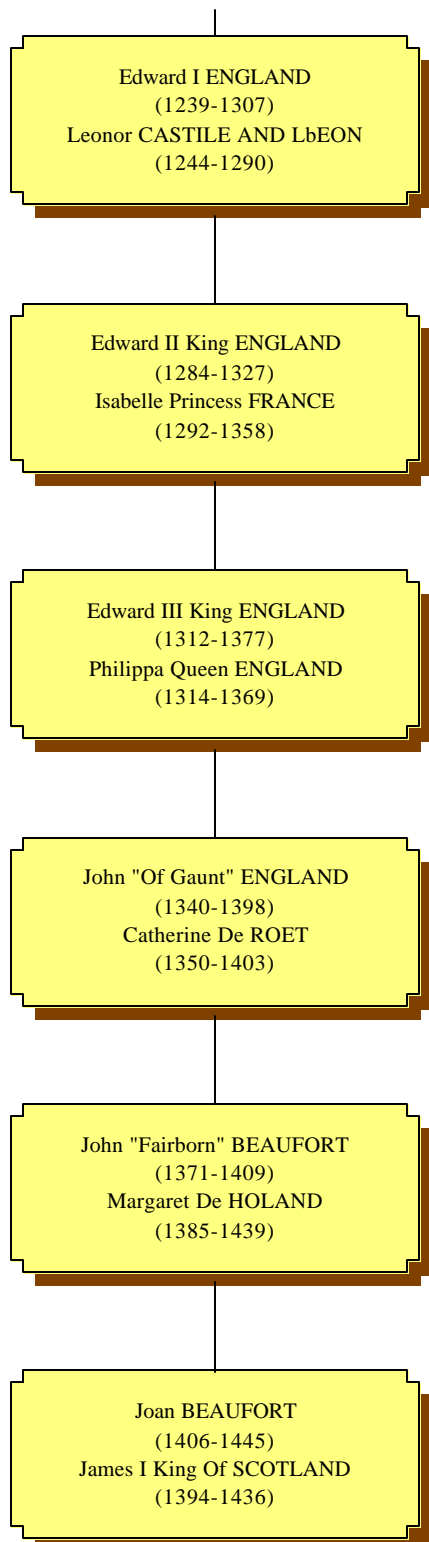 Edward I ENGLAND
(1239-1307)
Leonor CASTILE AND LbEON
(1244-1290)
Edward II King ENGLAND
(1284-1327)
Isabelle Princess FRANCE
(1292-1358)
Edward III King ENGLAND
(1312-1377)
Philippa Queen ENGLAND
(1314-1369)
John "Of Gaunt" ENGLAND
(1340-1398)
Catherine De ROET
(1350-1403)
John "Fairborn" BEAUFORT
(1371-1409)
Margaret De HOLAND
(1385-1439)
Joan BEAUFORT
(1406-1445)
James I King Of SCOTLAND
(1394-1436)